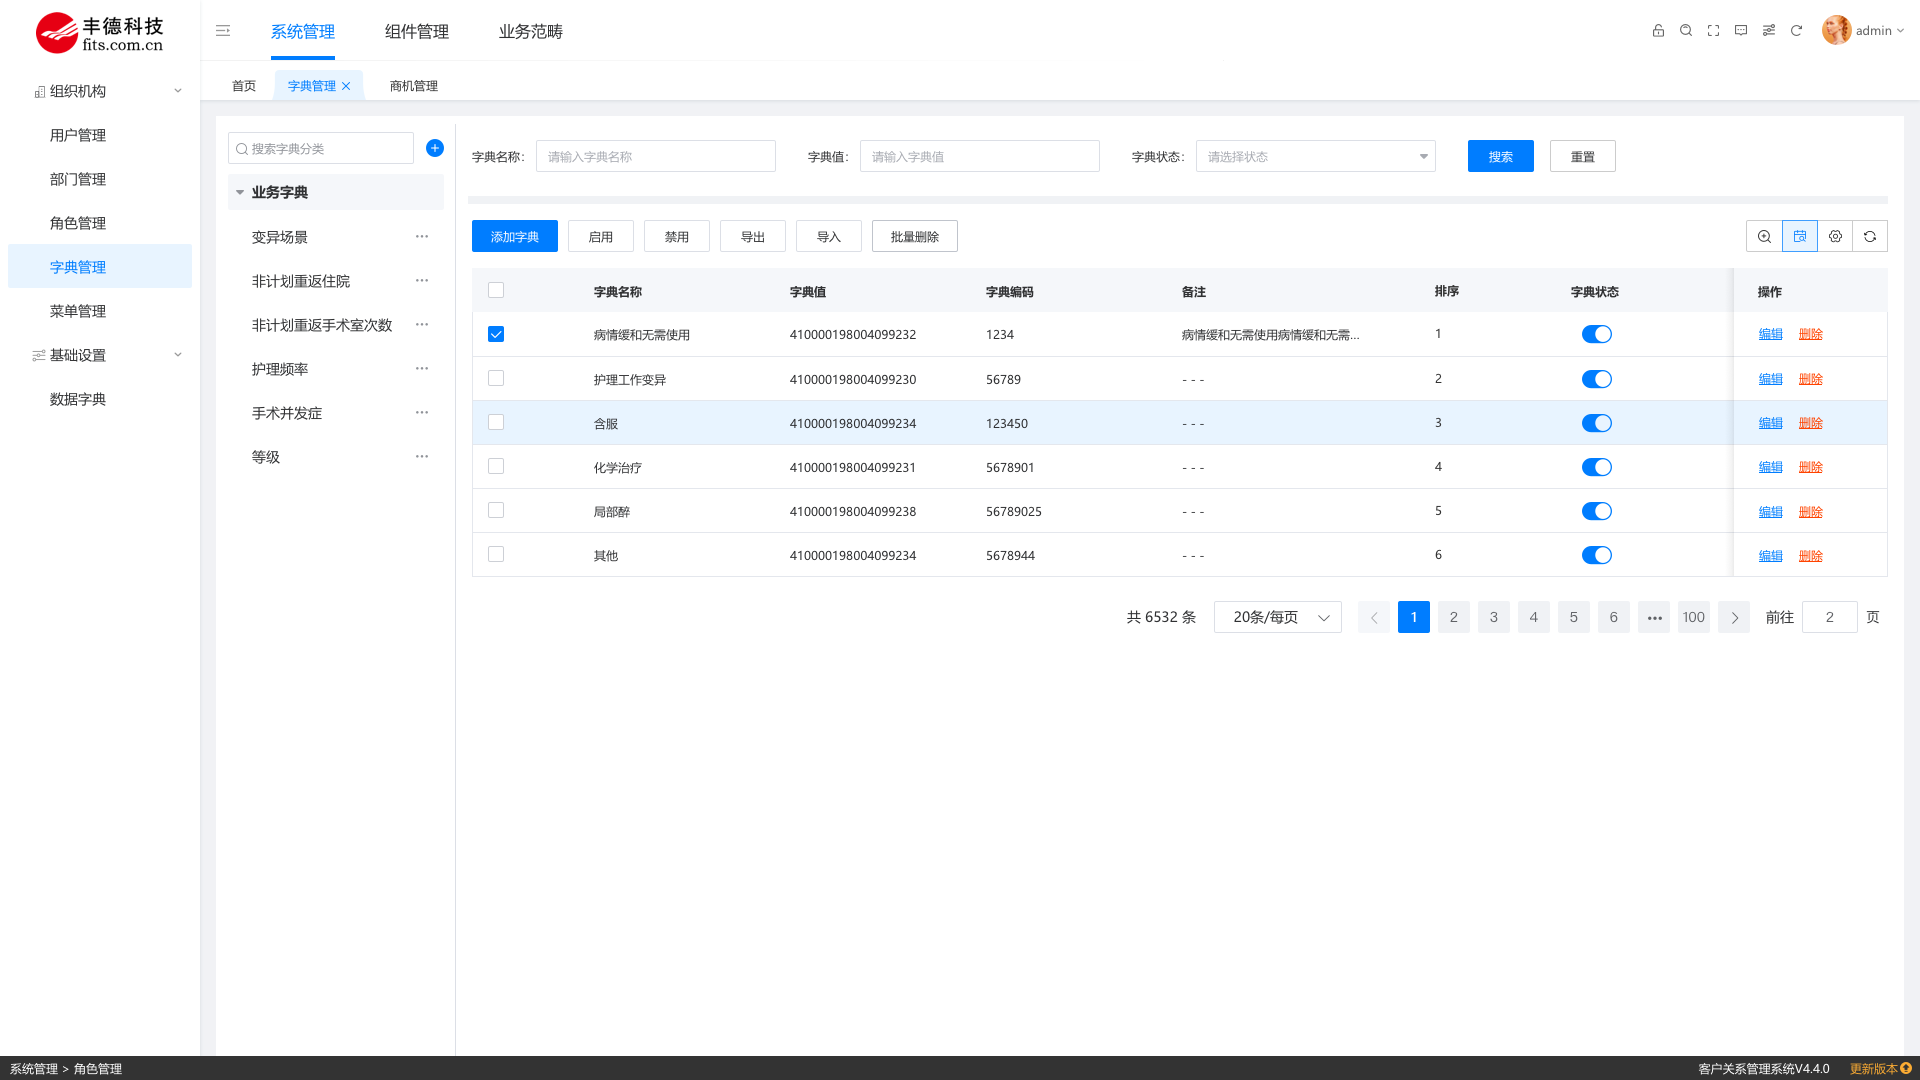 丰德科技
fits.com.cn
系统管理 组件管理 业务范畴
admin
首页 字典管理 商机管理
组织机构
用户管理
部门管理
角色管理
字典管理
菜单管理
基础设置
数据字典
搜索字典分类
业务字典
变异场景
非计划重返住院
非计划重返手术室次数
护理频率
手术并发症
等级
字典名称： 请输入字典名称 字典值： 请输入字典值 字典状态： 请选择状态 搜索 重置
添加字典 启用 禁用 导出 导入 批量删除
字典名称 字典值 字典编码 备注 排序 字典状态 操作
病情缓和无需使用 410000198004099232 1234 病情缓和无需使用病情缓和无需... 1 编辑 删除
护理工作变异 410000198004099230 56789 - - - 2 编辑 删除
含服 410000198004099234 123450 - - - 3 编辑 删除
化学治疗 410000198004099231 5678901 - - - 4 编辑 删除
局部醉 410000198004099238 56789025 - - - 5 编辑 删除
其他 410000198004099234 5678944 - - - 6 编辑 删除
共 6532 条 20条/每页 1 2 3 4 5 6 ••• 100 前往 2 页
系统管理 > 角色管理 客户关系管理系统V4.4.0 更新版本